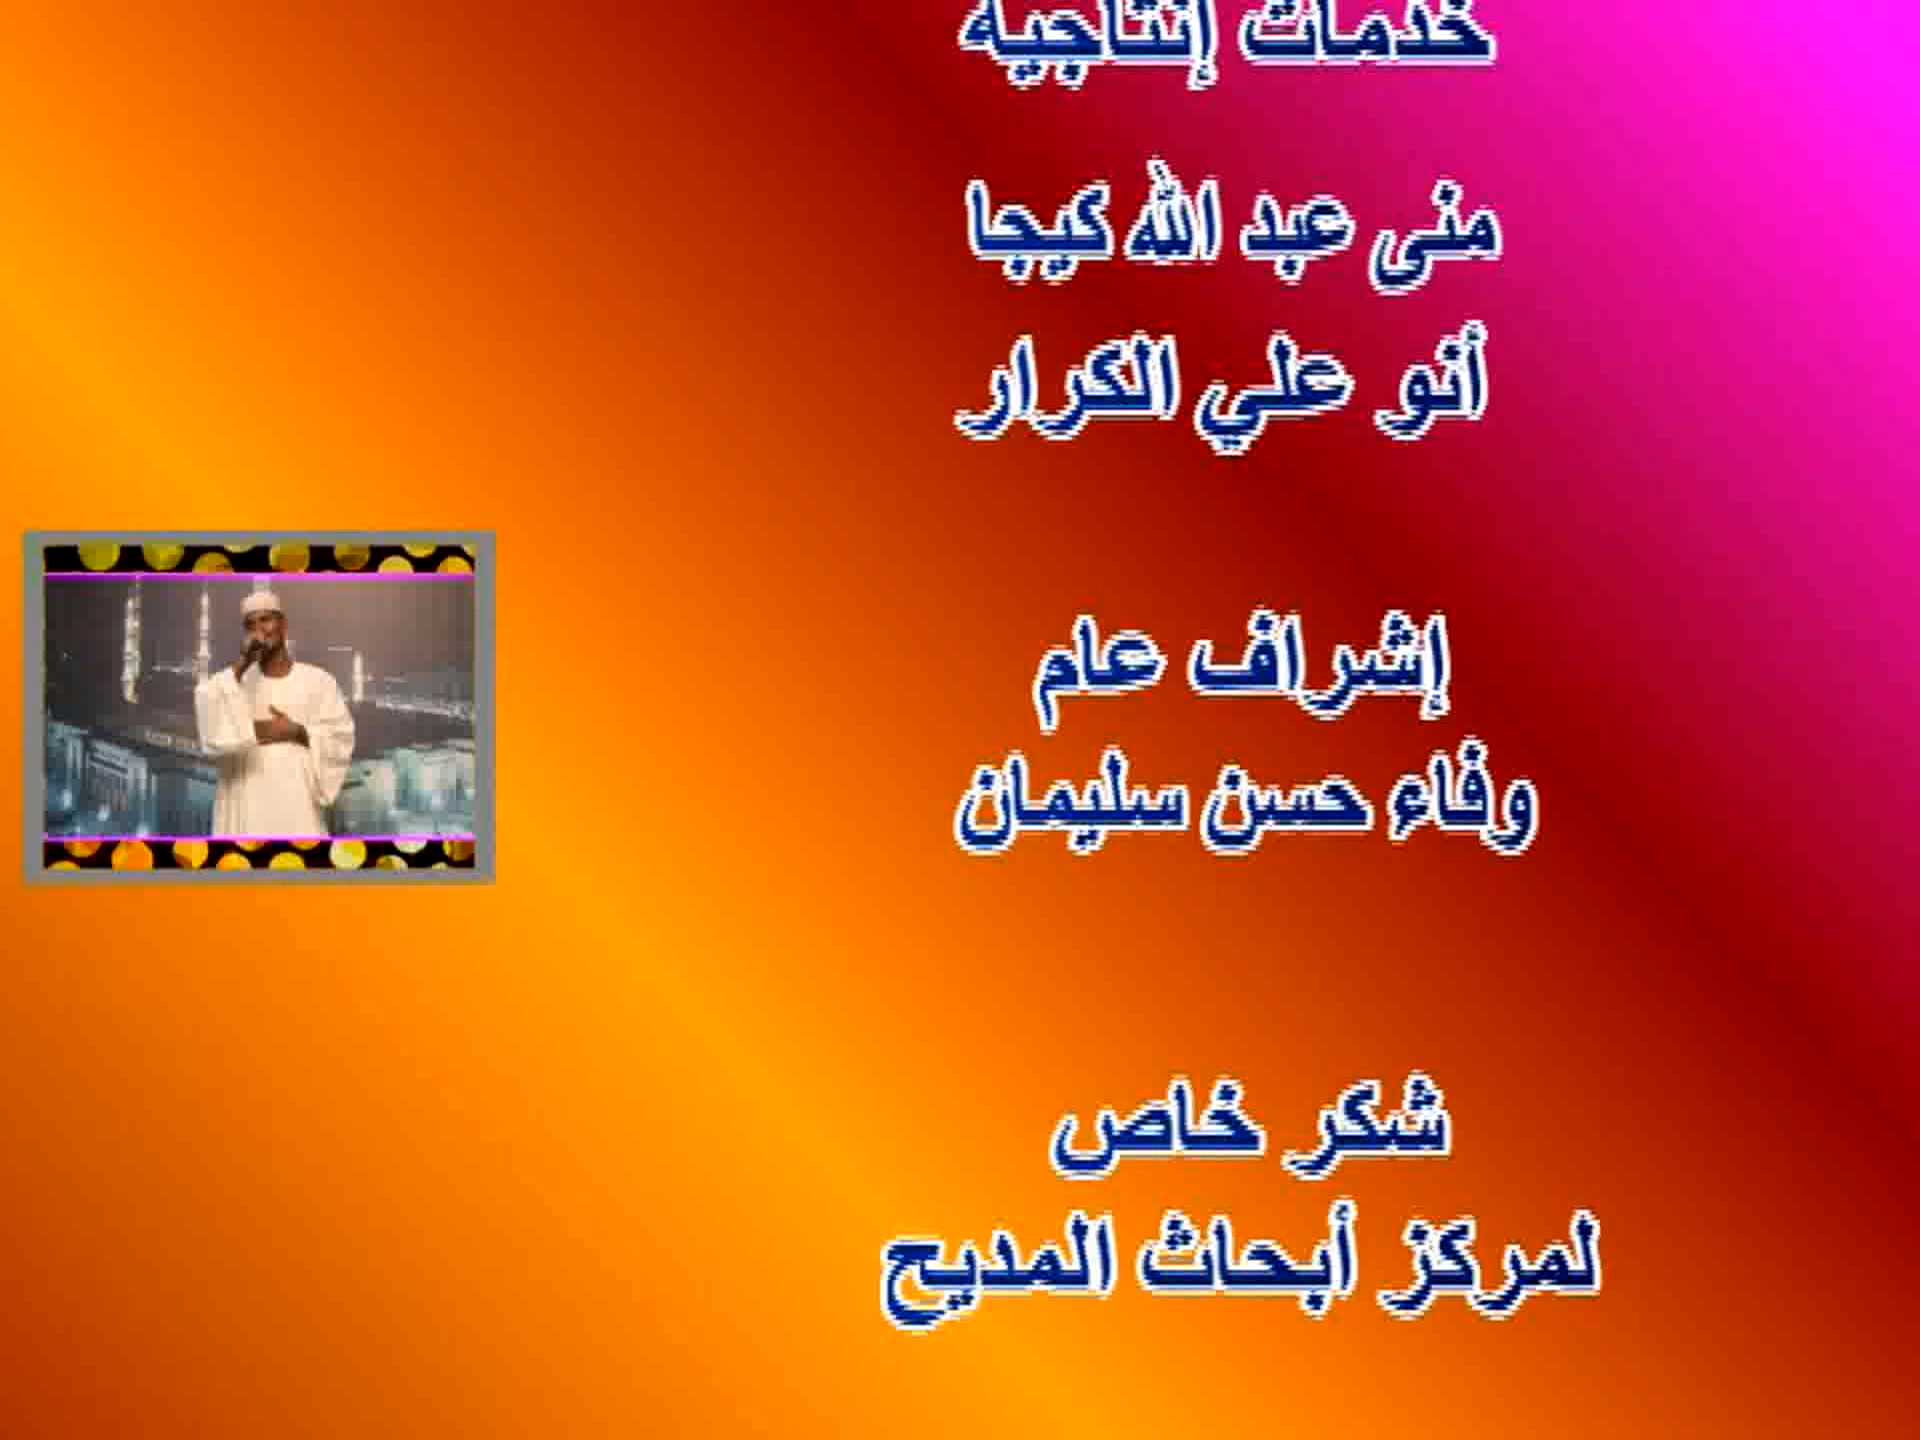 خدمات إنتاجية
منى عبد الله كيجا
أنو علي الكرار
إشراف عام
وفاء حسن سليمان
شكر خاص
لمركز أبحاث المديح